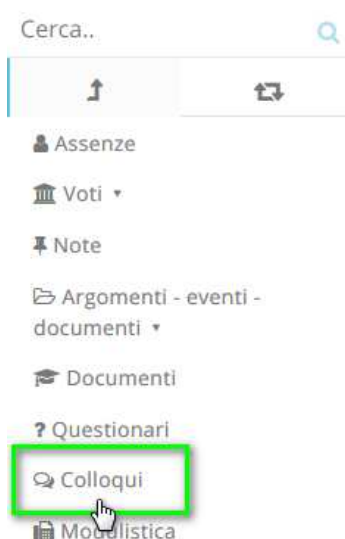 Cerca..
Assenze
Voti
Note
Argomenti - eventi -
documenti
Documenti
? Questionari
Colloqui
Modulistica